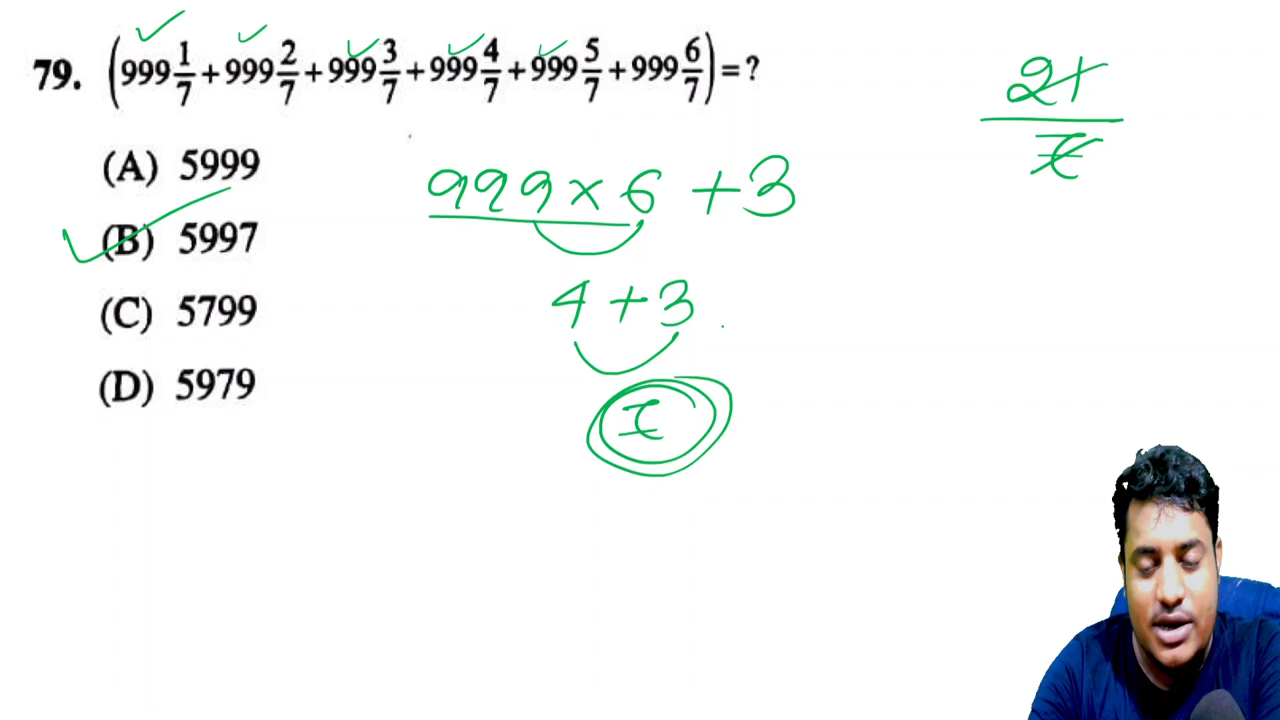 79. (999 1/7 + 999 2/7 + 999 3/7 + 999 4/7 + 999 5/7 + 999 6/7) = ?
21
7
(A) 5999
999 × 6 + 3
(B) 5997
4 + 3
(C) 5799
(D) 5979
7